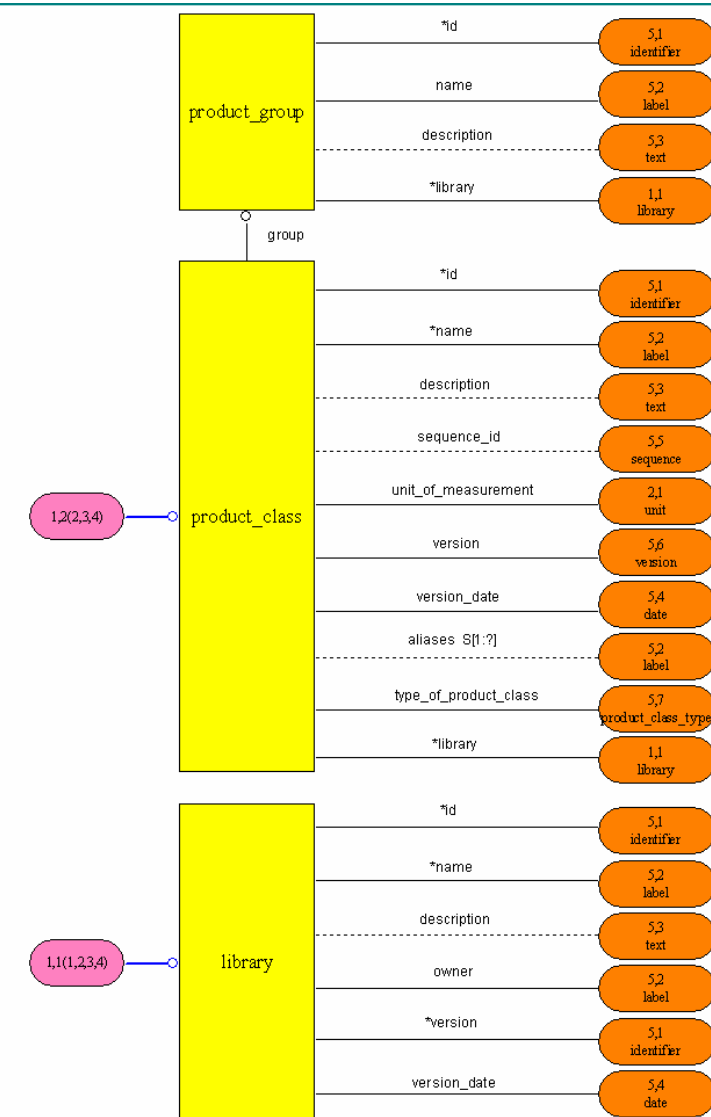 *id
5,1
identifier
name
5,2
label
product_group
description
5,3
text
*library
1,1
library
group
*id
5,1
identifier
*name
5,2
label
description
5,3
text
sequence_id
5,5
sequence
1,2(2,3,4)
product_class
unit_of_measurement
2,1
unit
version
5,6
version
version_date
5,4
date
aliases S[1:?]
5,2
label
type_of_product_class
5,7
product_class_type
*library
1,1
library
*id
5,1
identifier
*name
5,2
label
description
5,3
text
1,1(1,2,3,4)
library
owner
5,2
label
*version
5,1
identifier
version_date
5,4
date